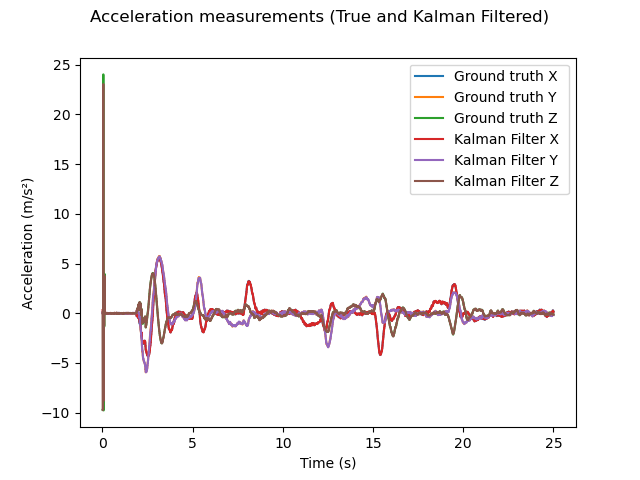 Acceleration measurements (True and Kalman Filtered)
25
20
15
10
5
0
−5
−10
Acceleration (m/s²)
Ground truth X
Ground truth Y
Ground truth Z
Kalman Filter X
Kalman Filter Y
Kalman Filter Z
0 5 10 15 20 25
Time (s)